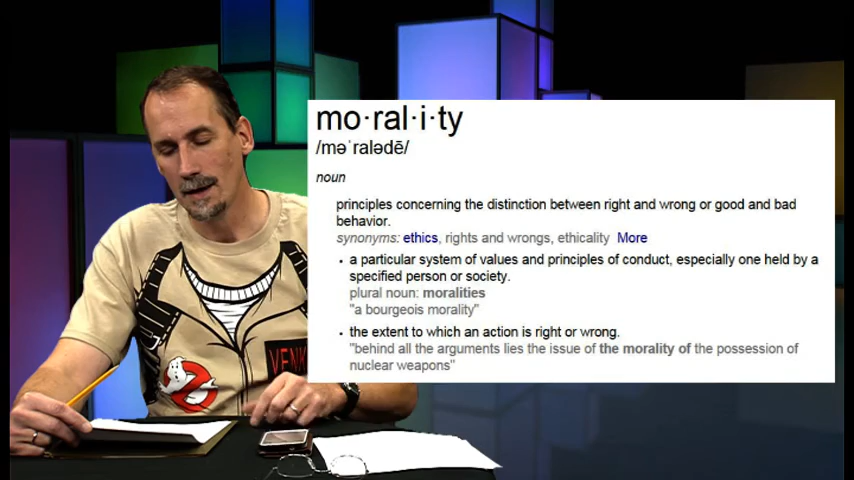 mo·ral·i·ty
/məˈralədē/
noun
principles concerning the distinction between right and wrong or good and bad
behavior.
synonyms: ethics, rights and wrongs, ethicality More
• a particular system of values and principles of conduct, especially one held by a
specified person or society.
plural noun: moralities
"a bourgeois morality"
• the extent to which an action is right or wrong.
"behind all the arguments lies the issue of the morality of the possession of
nuclear weapons"
VENK